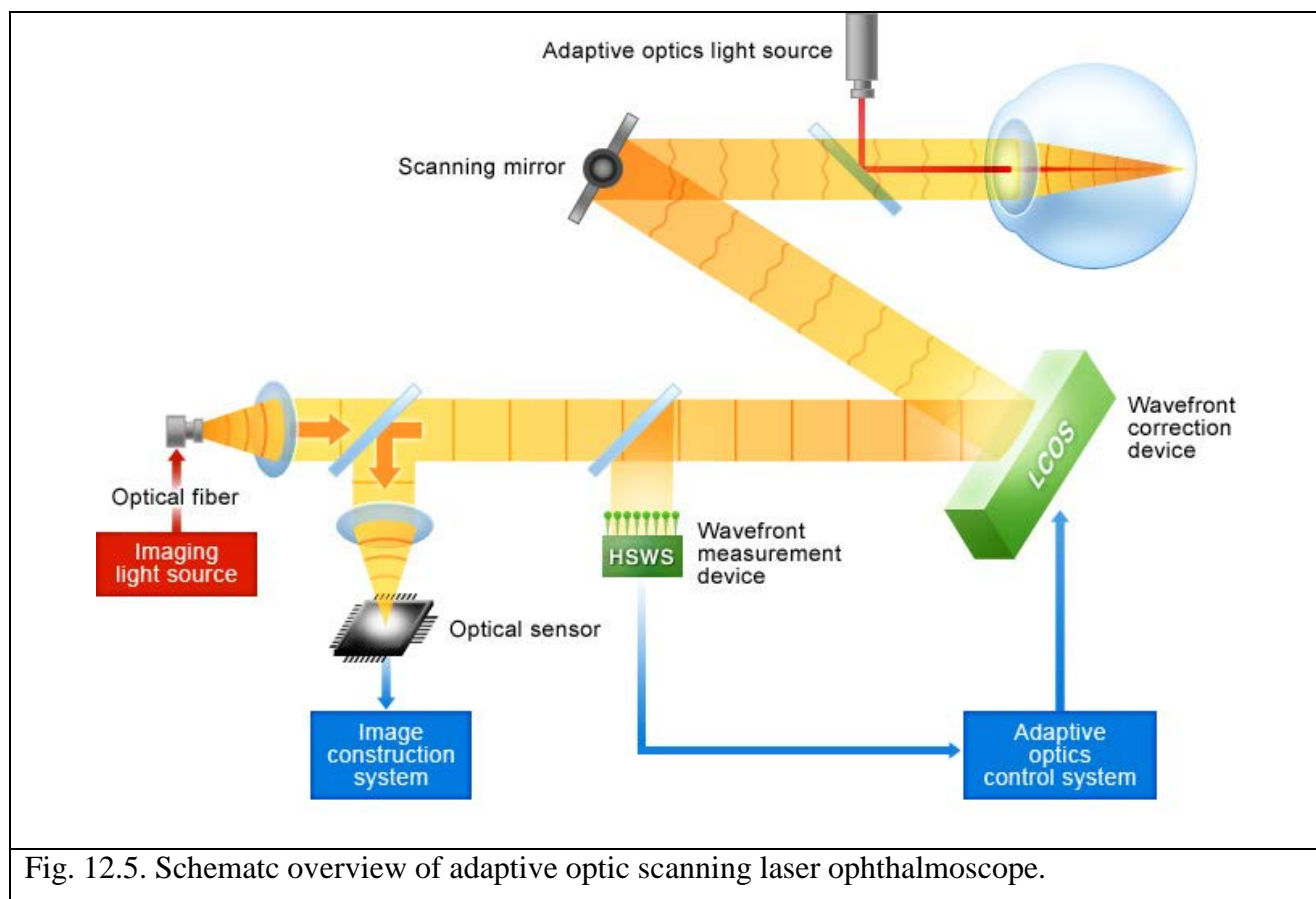 Adaptive optics light source
Scanning mirror
Wavefront
correction
device
LCOS
Optical fiber
Imaging
light source
HSWS
Wavefront
measurement
device
Optical sensor
Image
construction
system
Adaptive
optics
control system
Fig. 12.5. Schematc overview of adaptive optic scanning laser ophthalmoscope.